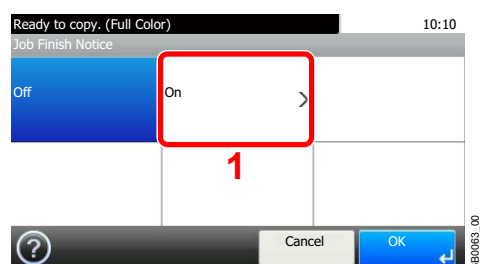 Ready to copy. (Full Color) 10:10
Job Finish Notice
Off On
1
? Cancel OK
B0063_00